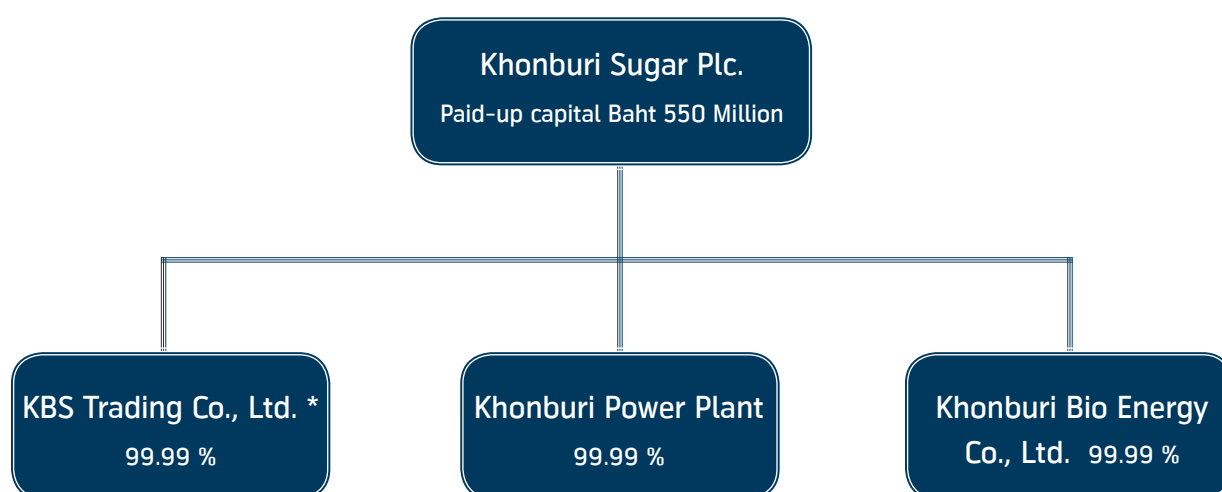 Khonburi Sugar Plc.
Paid-up capital Baht 550 Million
KBS Trading Co., Ltd. *
99.99 %
Khonburi Power Plant
99.99 %
Khonburi Bio Energy
Co., Ltd. 99.99 %